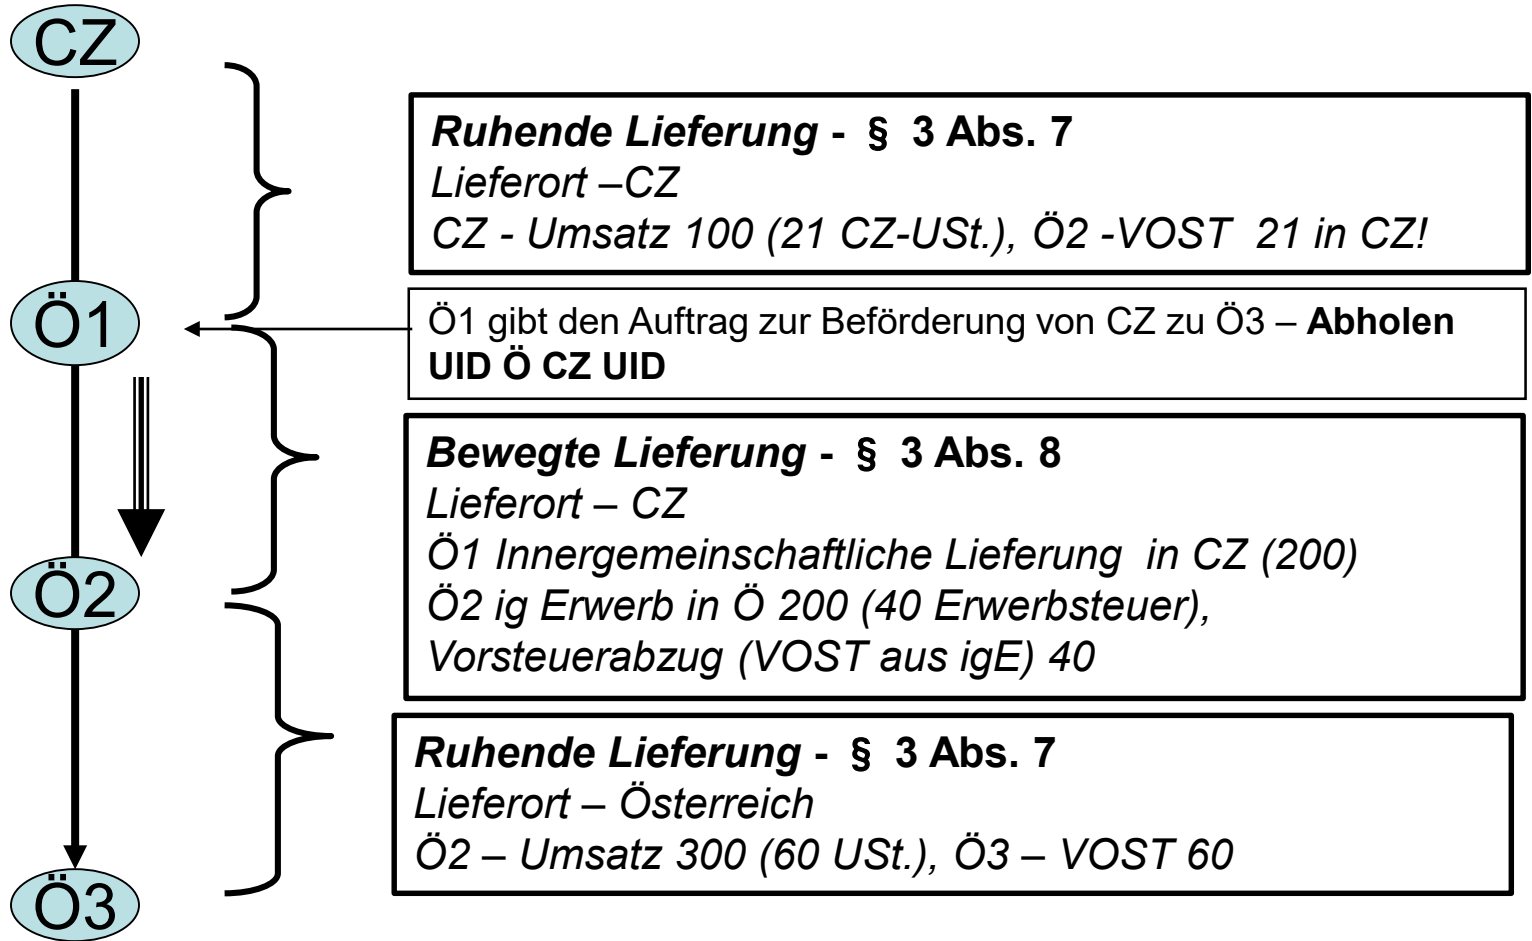 CZ
Ruhende Lieferung - § 3 Abs. 7
Lieferort –CZ
CZ - Umsatz 100 (21 CZ-USt.), Ö2 -VOST 21 in CZ!
Ö1
Ö1 gibt den Auftrag zur Beförderung von CZ zu Ö3 – Abholen
UID Ö CZ UID
Bewegte Lieferung - § 3 Abs. 8
Lieferort – CZ
Ö1 Innergemeinschaftliche Lieferung in CZ (200)
Ö2 ig Erwerb in Ö 200 (40 Erwerbsteuer),
Vorsteuerabzug (VOST aus igE) 40
Ö2
Ruhende Lieferung - § 3 Abs. 7
Lieferort – Österreich
Ö2 – Umsatz 300 (60 USt.), Ö3 – VOST 60
Ö3